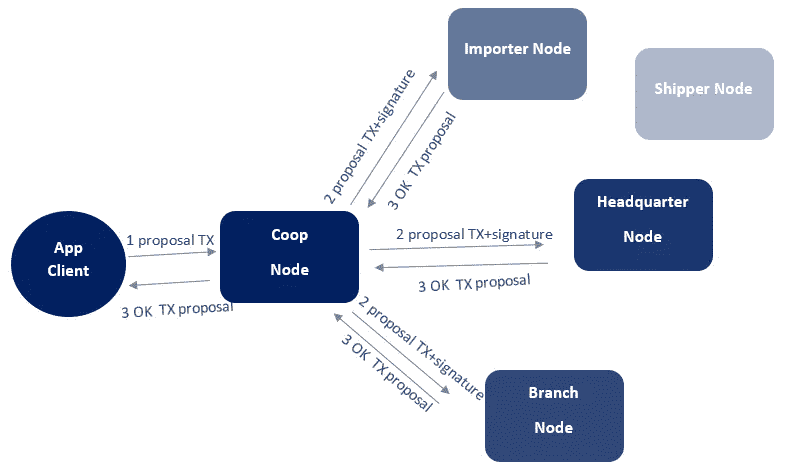 Importer Node
Shipper Node
2 proposal TX+signature
3 OK  TX proposal
Headquarter
Node
App
Client
1 proposal TX
3 OK  TX proposal
Coop
Node
2 proposal TX+signature
3 OK  TX proposal
2 proposal TX+signature
3 OK  TX proposal
Branch
Node